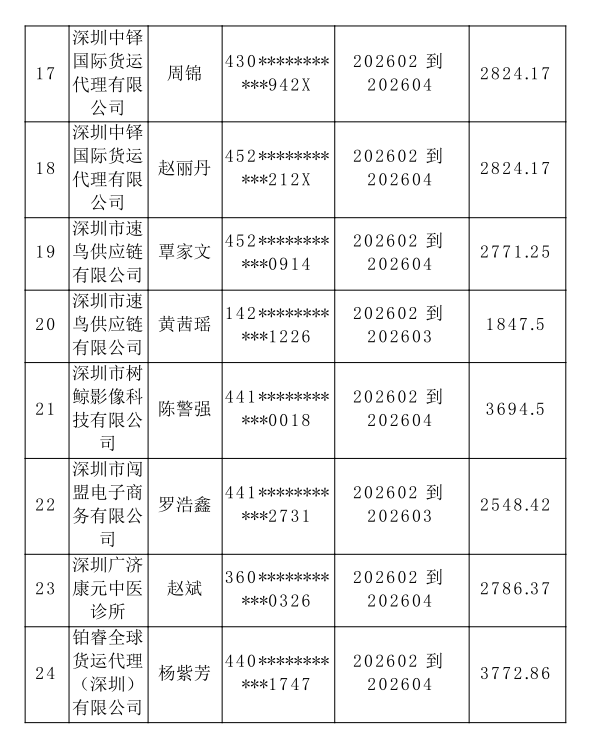 17 深圳中铎国际货运代理有限公司 周锦 430***********942X 202602 到 202604 2824.17
18 深圳中铎国际货运代理有限公司 赵丽丹 452***********212X 202602 到 202604 2824.17
19 深圳市速鸟供应链有限公司 覃家文 452***********0914 202602 到 202604 2771.25
20 深圳市速鸟供应链有限公司 黄茜瑶 142***********1226 202602 到 202603 1847.5
21 深圳市树鲸影像科技有限公司 陈警强 441***********0018 202602 到 202604 3694.5
22 深圳市闯盟电子商务有限公司 罗浩鑫 441***********2731 202602 到 202603 2548.42
23 深圳广济康元中医诊所 赵斌 360***********0326 202602 到 202604 2786.37
24 铂睿全球货运代理（深圳）有限公司 杨紫芳 440***********1747 202602 到 202604 3772.86